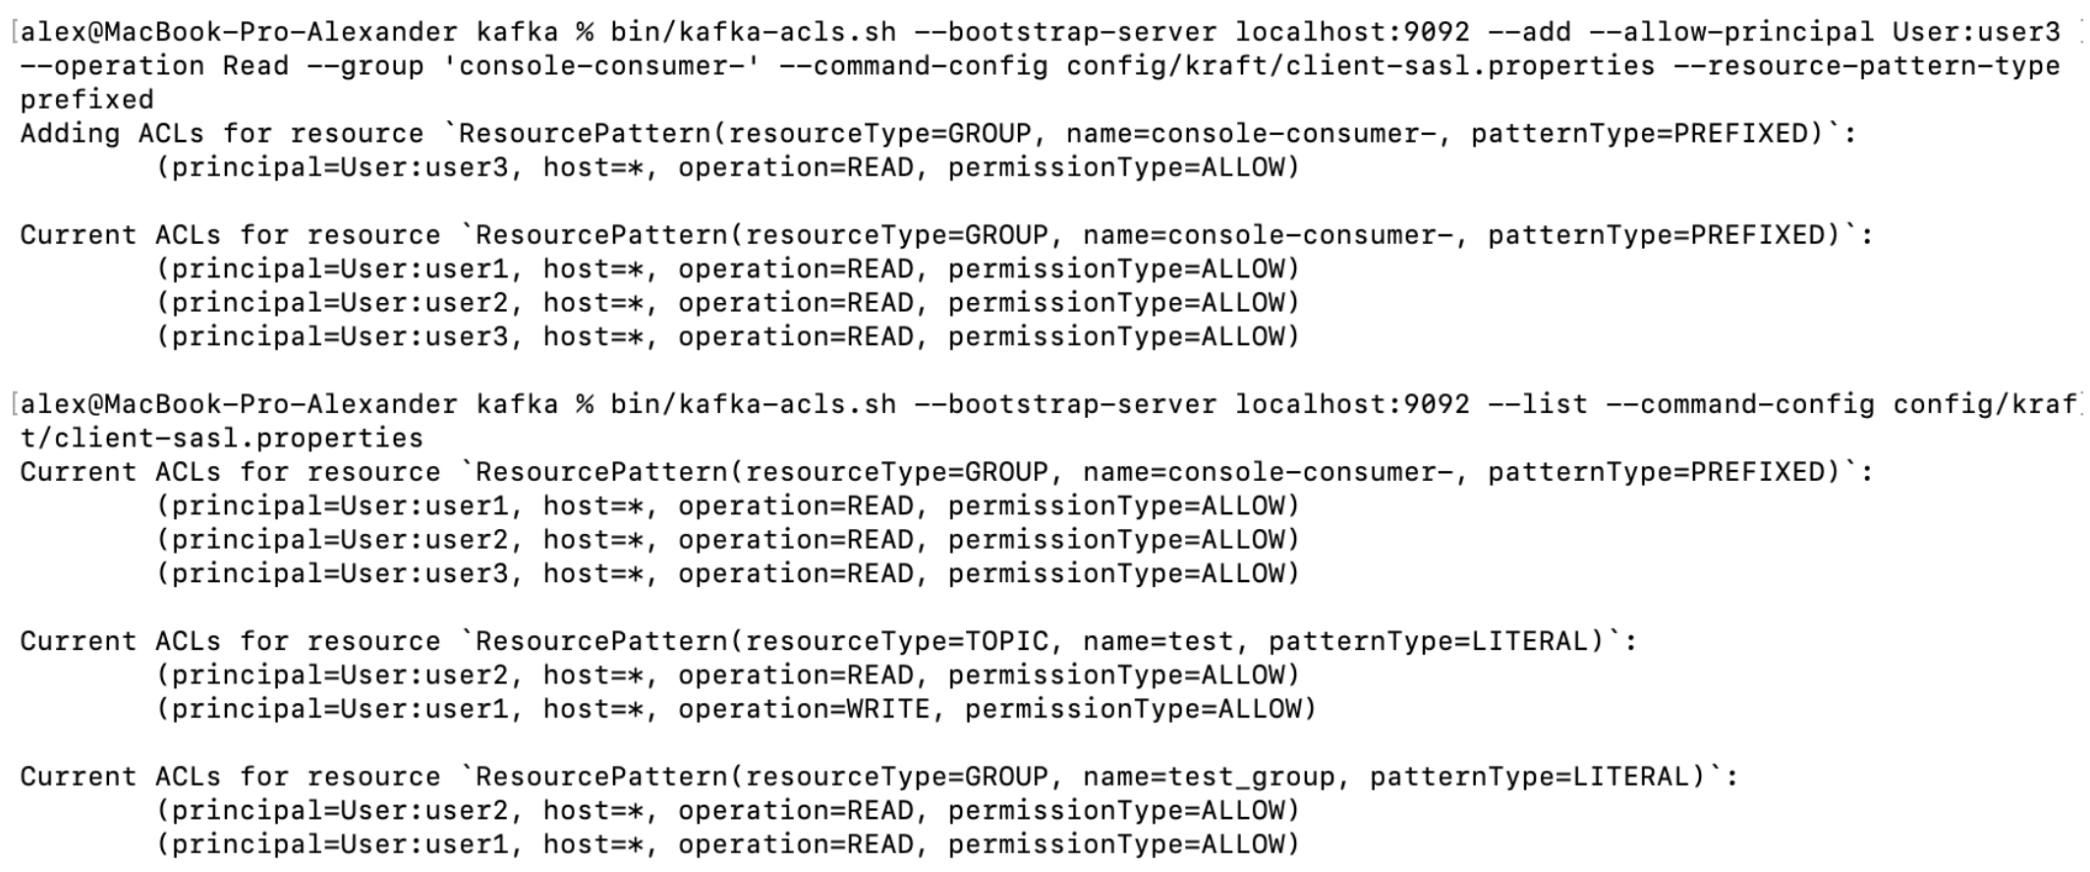 [alex@MacBook-Pro-Alexander kafka % bin/kafka-acls.sh --bootstrap-server localhost:9092 --add --allow-principal User:user3 ]
--operation Read --group 'console-consumer-' --command-config config/kraft/client-sasl.properties --resource-pattern-type
prefixed
Adding ACLs for resource `ResourcePattern(resourceType=GROUP, name=console-consumer-, patternType=PREFIXED)`:
(principal=User:user3, host=*, operation=READ, permissionType=ALLOW)
Current ACLs for resource `ResourcePattern(resourceType=GROUP, name=console-consumer-, patternType=PREFIXED)`:
(principal=User:user1, host=*, operation=READ, permissionType=ALLOW)
(principal=User:user2, host=*, operation=READ, permissionType=ALLOW)
(principal=User:user3, host=*, operation=READ, permissionType=ALLOW)
[alex@MacBook-Pro-Alexander kafka % bin/kafka-acls.sh --bootstrap-server localhost:9092 --list --command-config config/kraf]
t/client-sasl.properties
Current ACLs for resource `ResourcePattern(resourceType=GROUP, name=console-consumer-, patternType=PREFIXED)`:
(principal=User:user1, host=*, operation=READ, permissionType=ALLOW)
(principal=User:user2, host=*, operation=READ, permissionType=ALLOW)
(principal=User:user3, host=*, operation=READ, permissionType=ALLOW)
Current ACLs for resource `ResourcePattern(resourceType=TOPIC, name=test, patternType=LITERAL)`:
(principal=User:user2, host=*, operation=READ, permissionType=ALLOW)
(principal=User:user1, host=*, operation=WRITE, permissionType=ALLOW)
Current ACLs for resource `ResourcePattern(resourceType=GROUP, name=test_group, patternType=LITERAL)`:
(principal=User:user2, host=*, operation=READ, permissionType=ALLOW)
(principal=User:user1, host=*, operation=READ, permissionType=ALLOW)